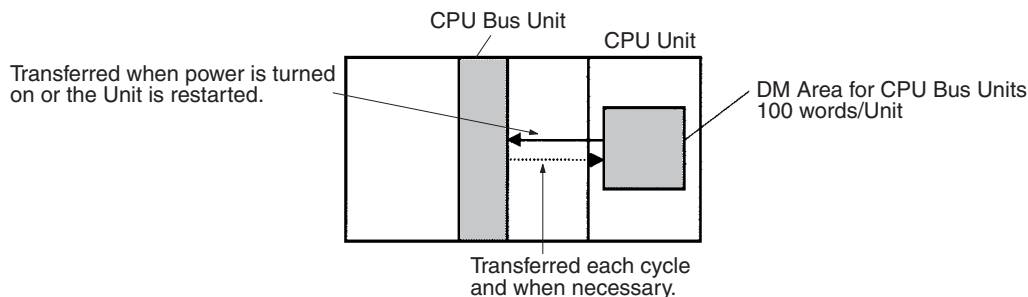 CPU Bus Unit
CPU Unit
Transferred when power is turned
on or the Unit is restarted.
DM Area for CPU Bus Units
100 words/Unit
Transferred each cycle
and when necessary.